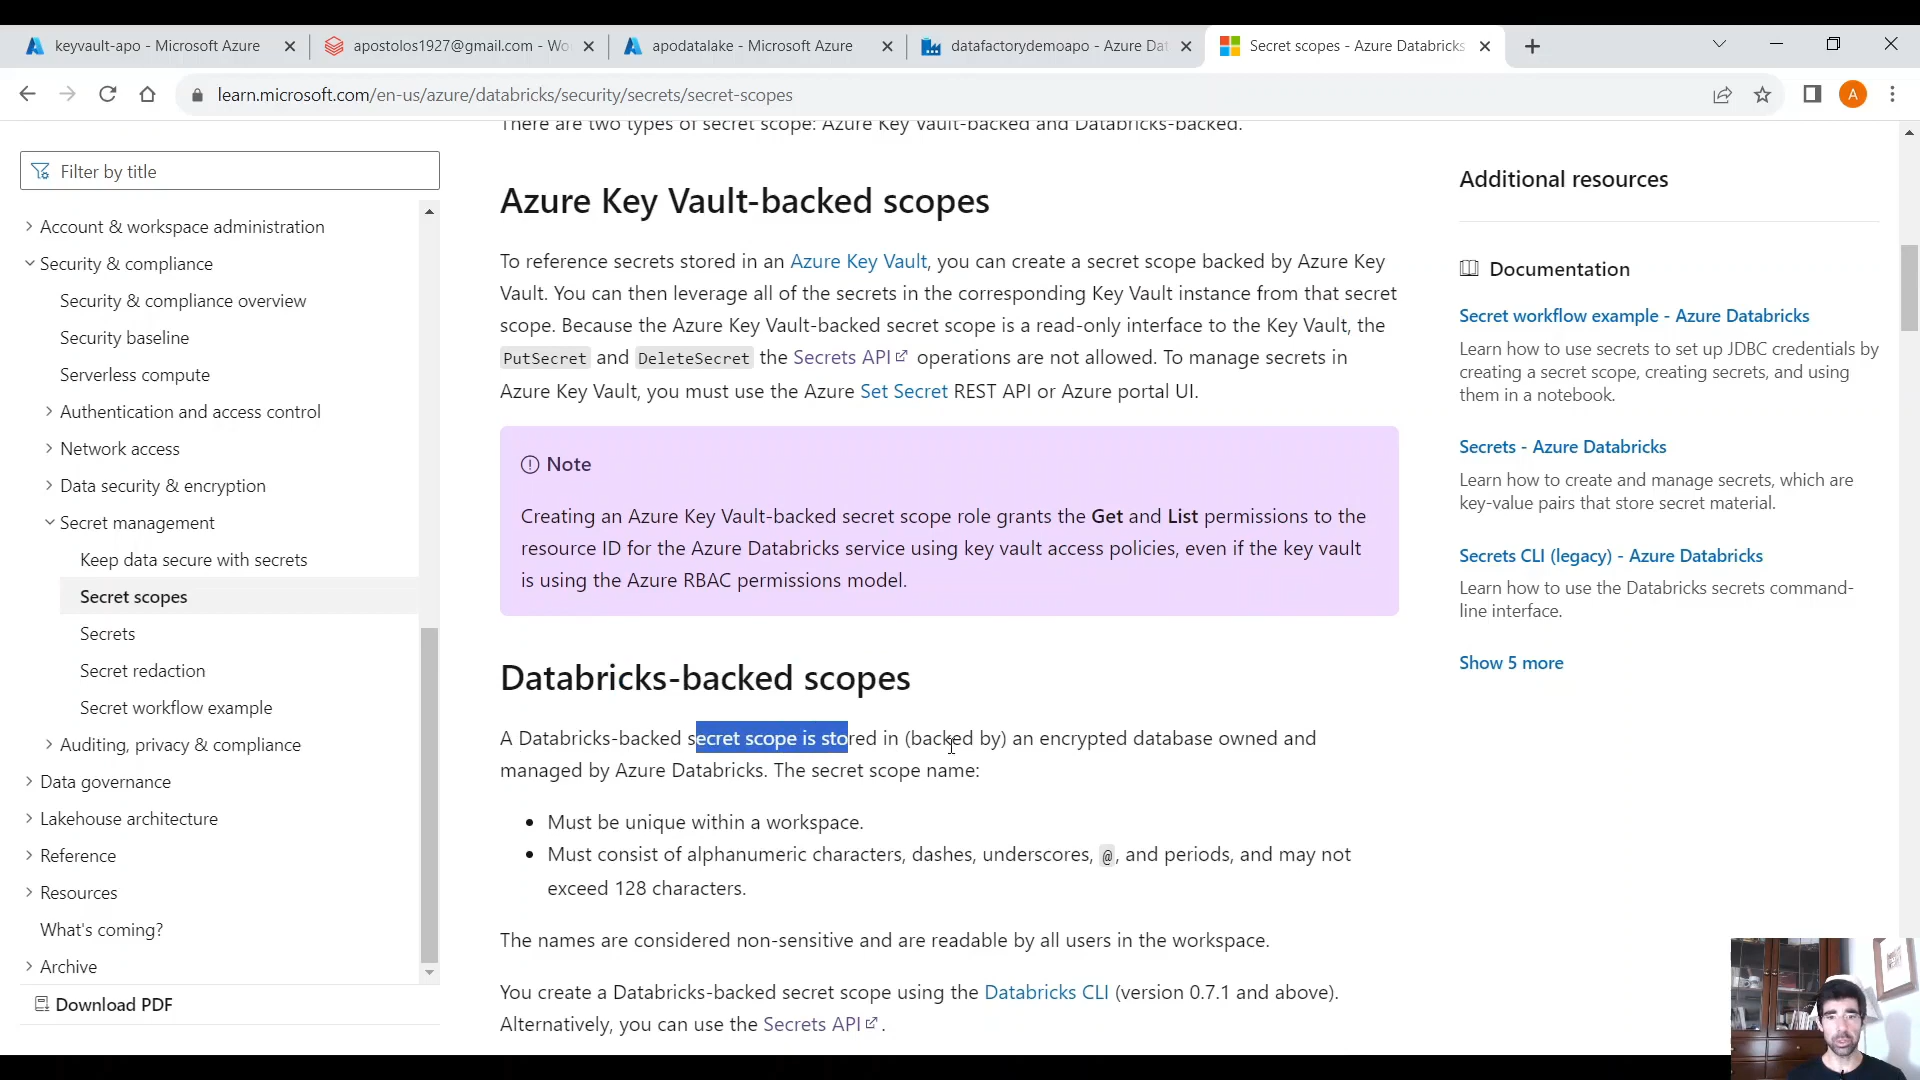 keyvault-apo - Microsoft Azure
apostolos1927@gmail.com - Wo
apodatalake - Microsoft Azure
datafactorydemoapo - Azure Dat
Secret scopes - Azure Databricks
learn.microsoft.com/en-us/azure/databricks/security/secrets/secret-scopes
A
Filter by title
Account & workspace administration
Security & compliance
Security & compliance overview
Security baseline
Serverless compute
Authentication and access control
Network access
Data security & encryption
Secret management
Keep data secure with secrets
Secret scopes
Secrets
Secret redaction
Secret workflow example
Auditing, privacy & compliance
Data governance
Lakehouse architecture
Reference
Resources
What's coming?
Archive
Download PDF
There are two types of secret scope: Azure Key Vault-backed and Databricks-backed.
Azure Key Vault-backed scopes
To reference secrets stored in an Azure Key Vault, you can create a secret scope backed by Azure Key
Vault. You can then leverage all of the secrets in the corresponding Key Vault instance from that secret
scope. Because the Azure Key Vault-backed secret scope is a read-only interface to the Key Vault, the
PutSecret and DeleteSecret the Secrets API operations are not allowed. To manage secrets in
Azure Key Vault, you must use the Azure Set Secret REST API or Azure portal UI.
Note
Creating an Azure Key Vault-backed secret scope role grants the Get and List permissions to the
resource ID for the Azure Databricks service using key vault access policies, even if the key vault
is using the Azure RBAC permissions model.
Databricks-backed scopes
A Databricks-backed secret scope is stored in (backed by) an encrypted database owned and
managed by Azure Databricks. The secret scope name:
• Must be unique within a workspace.
• Must consist of alphanumeric characters, dashes, underscores, @, and periods, and may not
exceed 128 characters.
The names are considered non-sensitive and are readable by all users in the workspace.
You create a Databricks-backed secret scope using the Databricks CLI (version 0.7.1 and above).
Alternatively, you can use the Secrets API.
Additional resources
Documentation
Secret workflow example - Azure Databricks
Learn how to use secrets to set up JDBC credentials by
creating a secret scope, creating secrets, and using
them in a notebook.
Secrets - Azure Databricks
Learn how to create and manage secrets, which are
key-value pairs that store secret material.
Secrets CLI (legacy) - Azure Databricks
Learn how to use the Databricks secrets command-
line interface.
Show 5 more